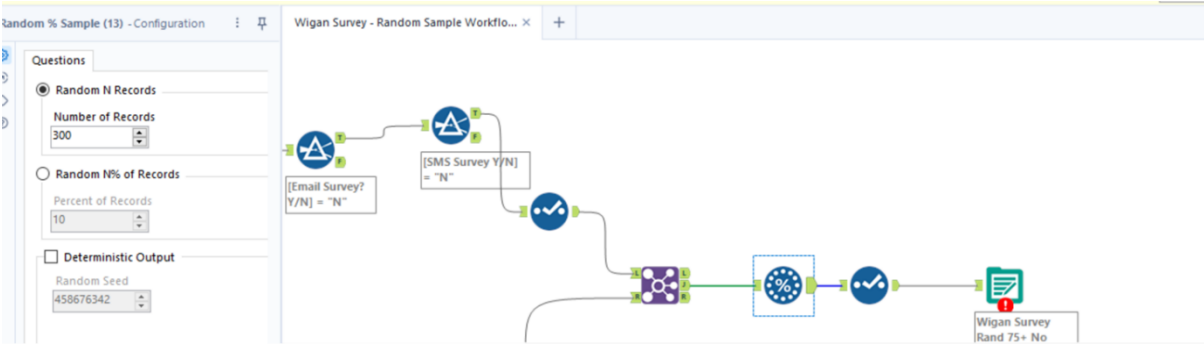 Random % Sample (13) - Configuration
Wigan Survey - Random Sample Workflo...
Questions
Random N Records
Number of Records
300
Random N% of Records
Percent of Records
10
Deterministic Output
Random Seed
458676342
T
F
[Email Survey?
Y/N] = "N"
T
F
[SMS Survey Y/N]
= "N"
L
R
L
J
R
%
Wigan Survey
Rand 75+ No